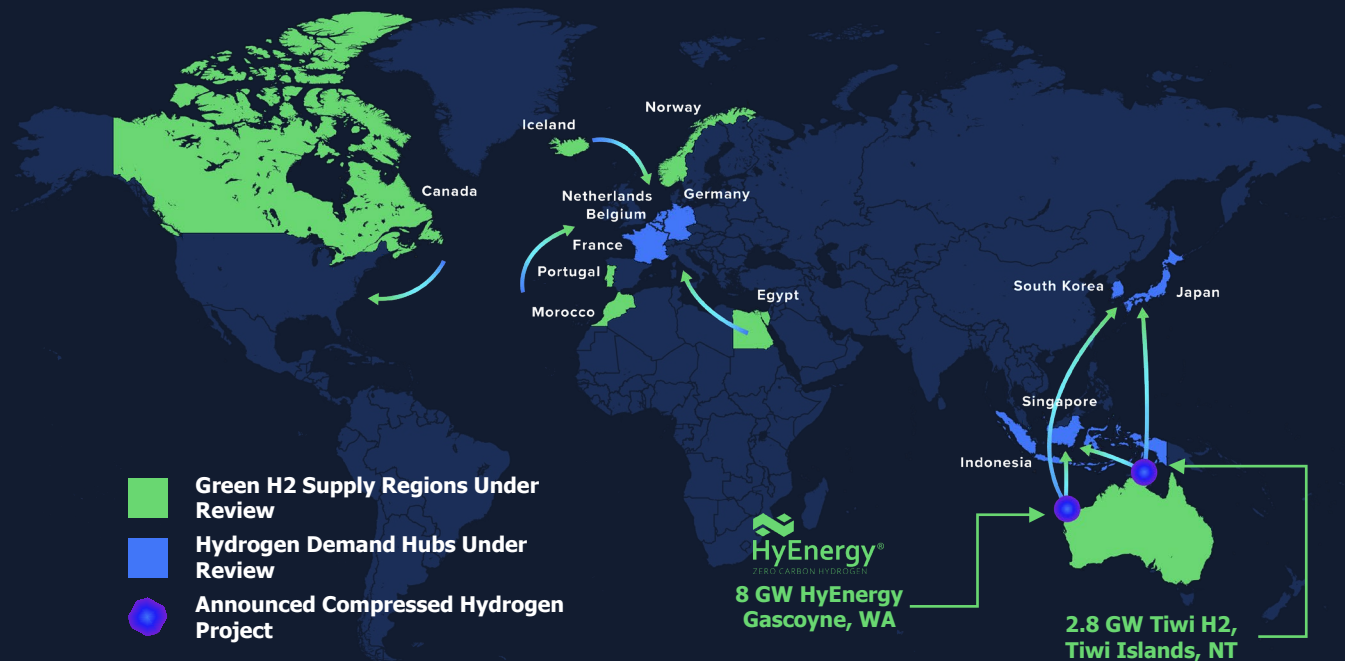 Norway
Iceland
Canada
Netherlands
Germany
Belgium
France
Portugal
Morocco
Egypt
South Korea
Japan
Singapore
Indonesia
Green H2 Supply Regions Under
Review
Hydrogen Demand Hubs Under
Review
Announced Compressed Hydrogen
Project
HyEnergy®
ZERO CARBON HYDROGEN
8 GW HyEnergy
Gascoyne, WA
2.8 GW Tiwi H2,
Tiwi Islands, NT